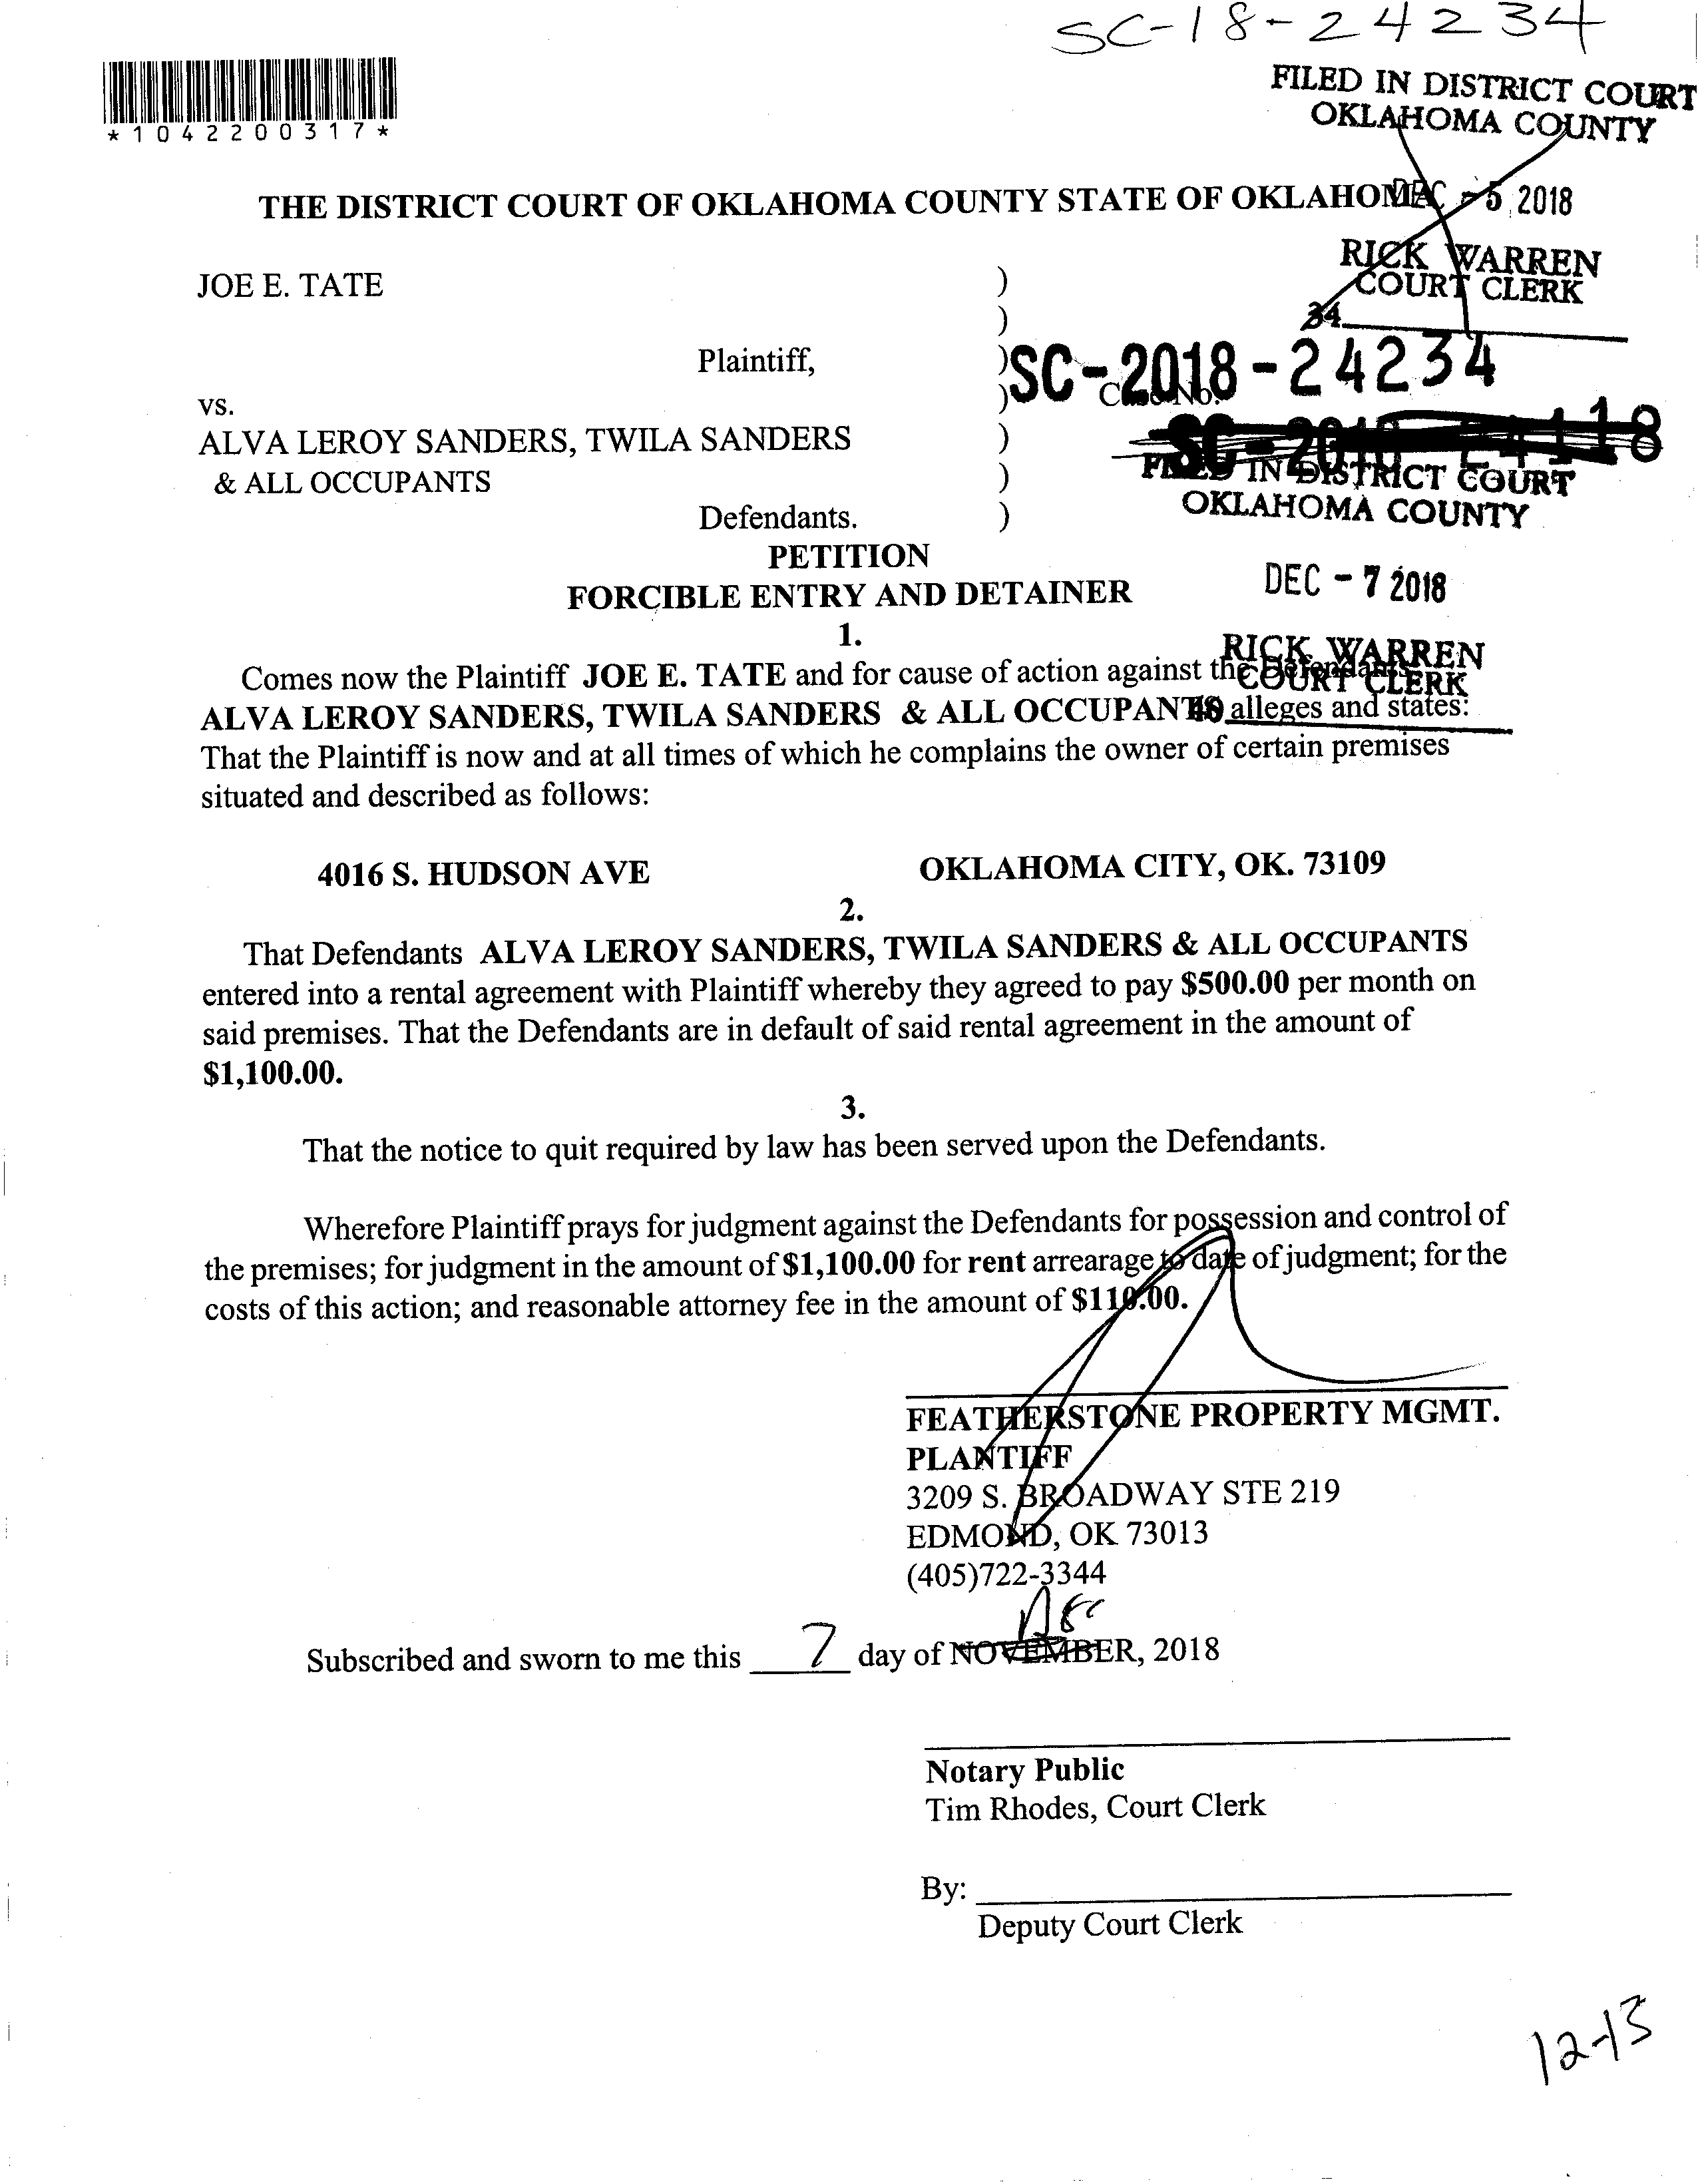 SC-18-24234
*1042200317*
FILED IN DISTRICT COURT
OKLAHOMA COUNTY
THE DISTRICT COURT OF OKLAHOMA COUNTY STATE OF OKLAHOMA
DEC - 5 2018
RICK WARREN
COURT CLERK
34
JOE E. TATE )
)
Plaintiff, )
SC-2018-24234
Case No.
vs. )
ALVA LEROY SANDERS, TWILA SANDERS )
& ALL OCCUPANTS )
Defendants. )
FILED IN DISTRICT COURT
OKLAHOMA COUNTY
DEC - 7 2018
RICK WARREN
COURT CLERK
PETITION
FORCIBLE ENTRY AND DETAINER
1.
Comes now the Plaintiff JOE E. TATE and for cause of action against the Defendants
ALVA LEROY SANDERS, TWILA SANDERS & ALL OCCUPANTS alleges and states:
That the Plaintiff is now and at all times of which he complains the owner of certain premises
situated and described as follows:
4016 S. HUDSON AVE OKLAHOMA CITY, OK. 73109
2.
That Defendants ALVA LEROY SANDERS, TWILA SANDERS & ALL OCCUPANTS
entered into a rental agreement with Plaintiff whereby they agreed to pay $500.00 per month on
said premises. That the Defendants are in default of said rental agreement in the amount of
$1,100.00.
3.
That the notice to quit required by law has been served upon the Defendants.
Wherefore Plaintiff prays for judgment against the Defendants for possession and control of
the premises; for judgment in the amount of $1,100.00 for rent arrearage to date of judgment; for the
costs of this action; and reasonable attorney fee in the amount of $110.00.
FEATHERSTONE PROPERTY MGMT.
PLANTIFF
3209 S. BROADWAY STE 219
EDMOND, OK 73013
(405)722-3344
Dec
Subscribed and sworn to me this 7 day of NOVEMBER, 2018
Notary Public
Tim Rhodes, Court Clerk
By:
Deputy Court Clerk
12-13